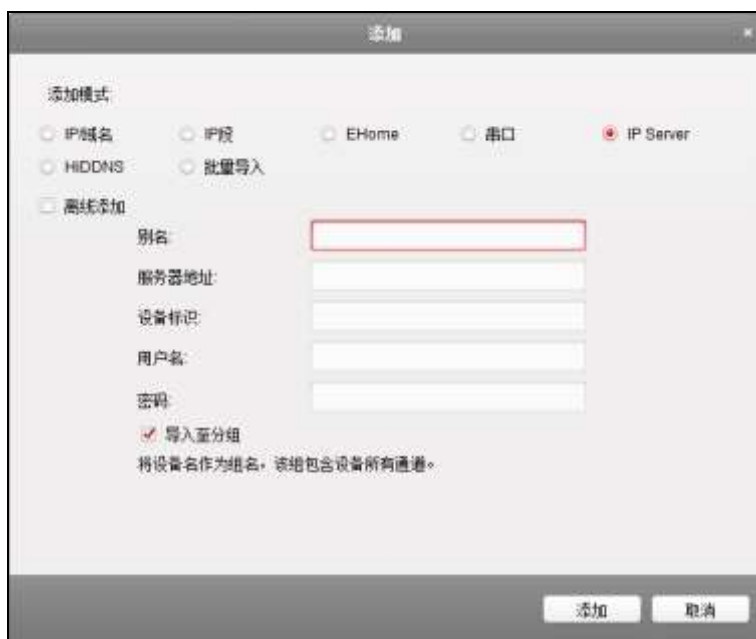 添加
×
添加模式
IP/域名 IP段 EHome 串口 IP Server
HiDDNS 批量导入
离线添加
别名:
服务器地址:
设备标识:
用户名:
密码:
导入至分组
将设备名作为组名，该组包含设备所有通道。
添加 取消